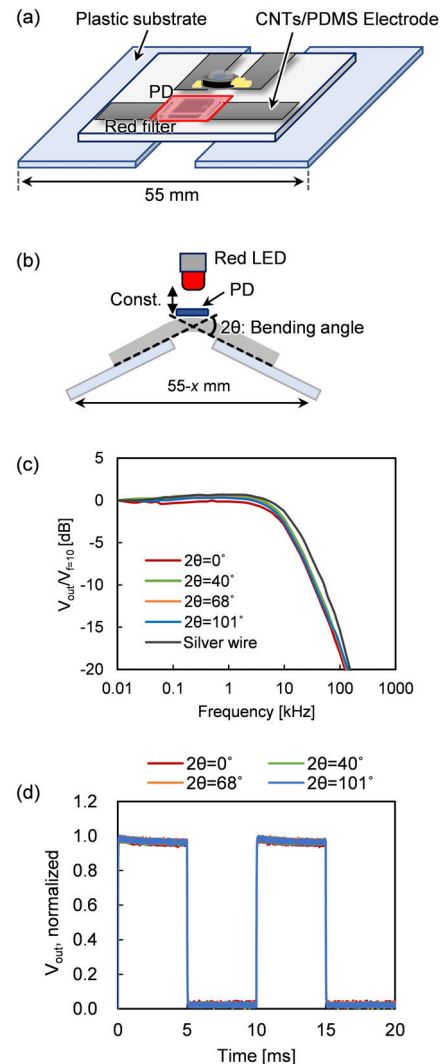 (a)
Plastic substrate
CNTs/PDMS Electrode
PD
Red filter
55 mm
(b)
Red LED
Const.
PD
2θ: Bending angle
55-x mm
(c)
Vout/Vf=10 [dB]
5
0
-5
-10
-15
-20
2θ=0˚
2θ=40˚
2θ=68˚
2θ=101˚
Silver wire
0.01 0.1 1 10 100 1000
Frequency [kHz]
2θ=0˚ 2θ=40˚
2θ=68˚ 2θ=101˚
(d)
Vout, normalized
1.2
1.0
0.8
0.6
0.4
0.2
0.0
0 5 10 15 20
Time [ms]